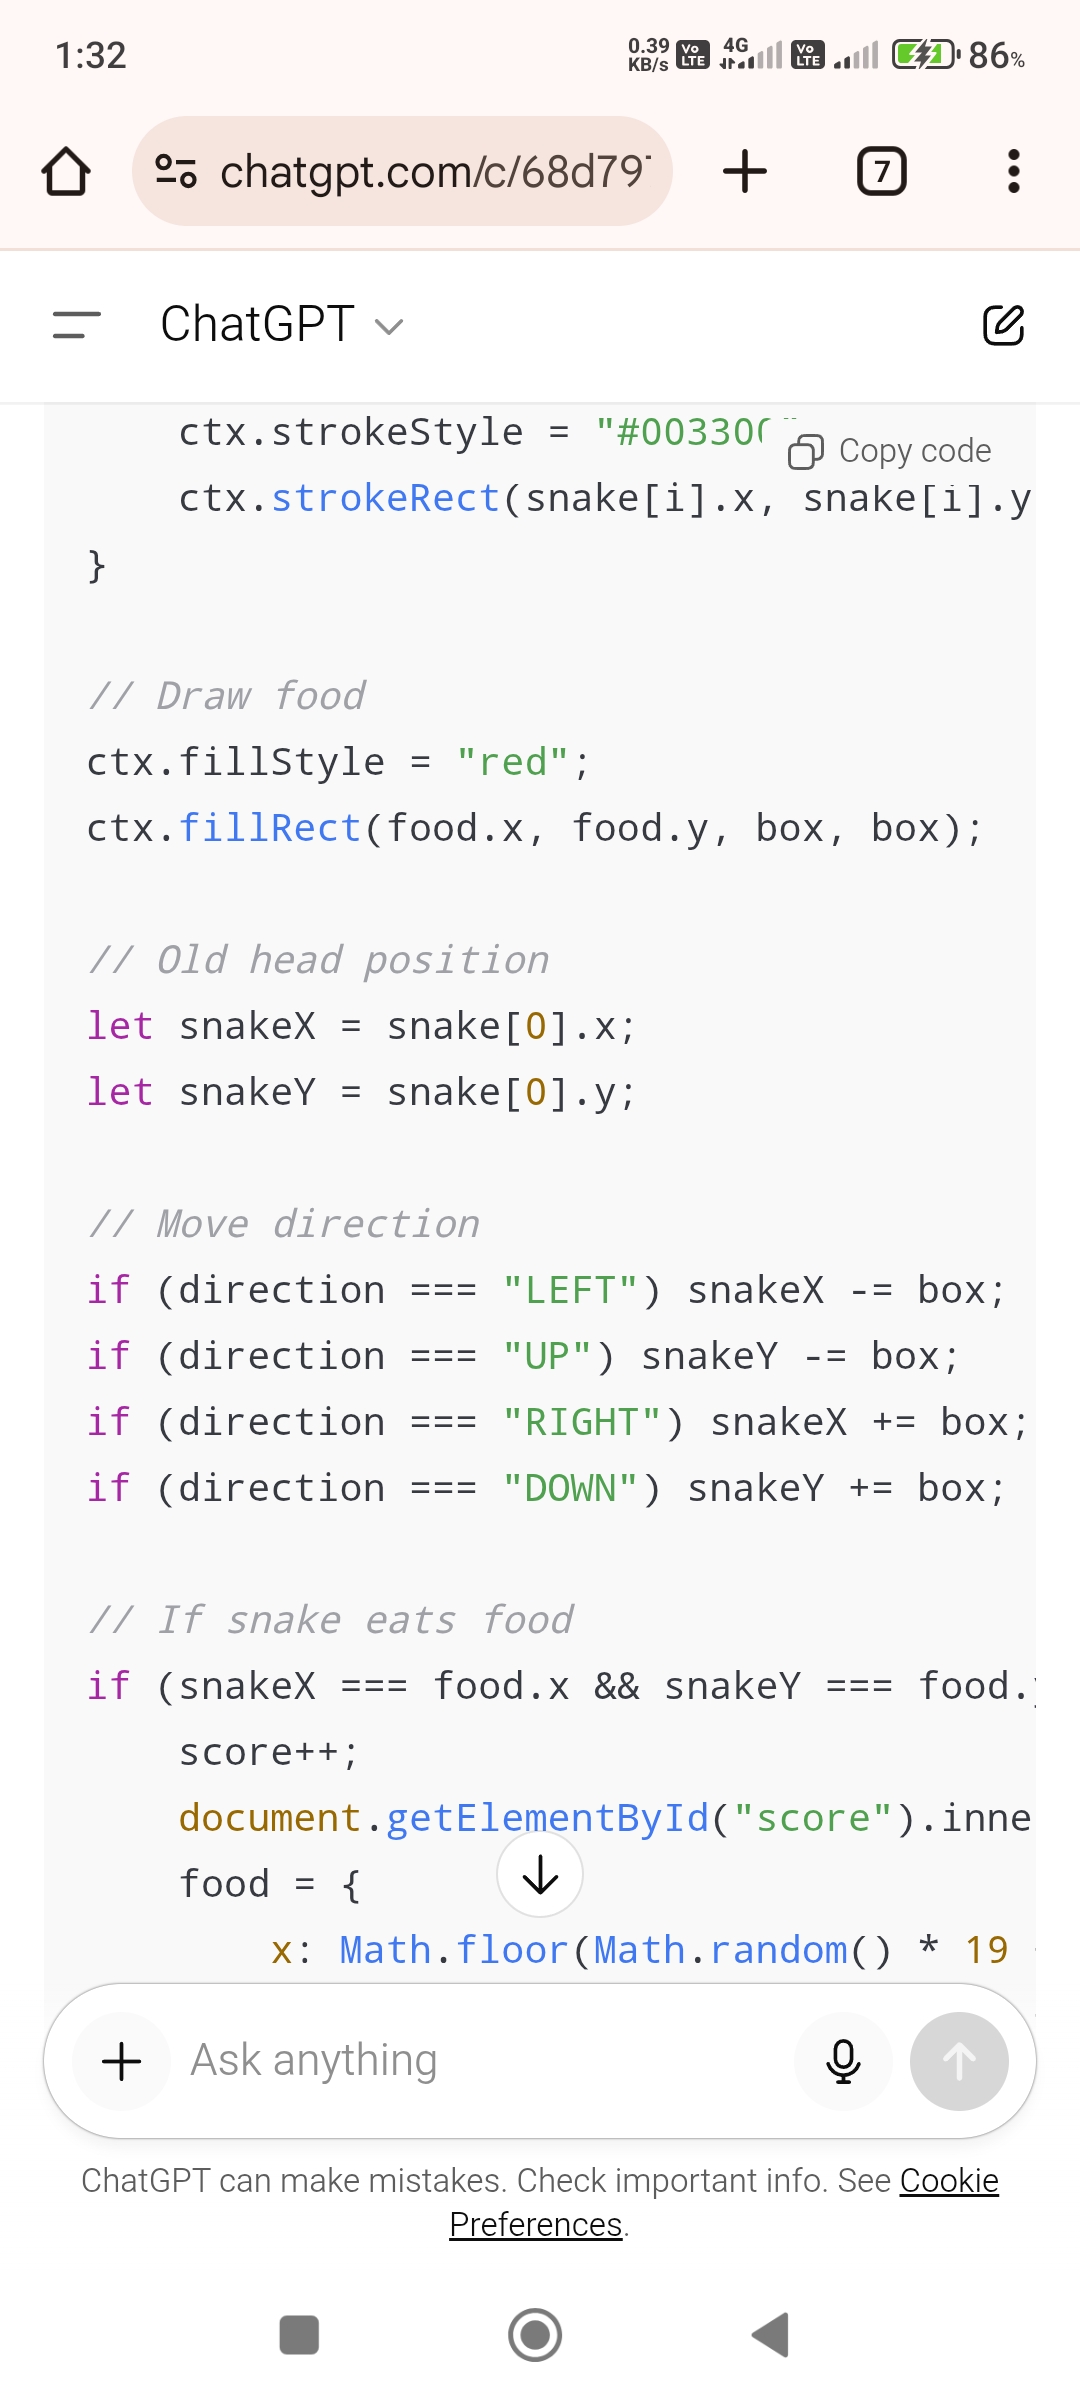 1:32
0.39
KB/s
Vo
LTE
4G
Vo
LTE
86%
chatgpt.com/c/68d79
7
ChatGPT
ctx.strokeStyle = "#00330
Copy code
ctx.strokeRect(snake[i].x, snake[i].y
}
// Draw food
ctx.fillStyle = "red";
ctx.fillRect(food.x, food.y, box, box);
// Old head position
let snakeX = snake[0].x;
let snakeY = snake[0].y;
// Move direction
if (direction === "LEFT") snakeX -= box;
if (direction === "UP") snakeY -= box;
if (direction === "RIGHT") snakeX += box;
if (direction === "DOWN") snakeY += box;
// If snake eats food
if (snakeX === food.x && snakeY === food.
score++;
document.getElementById("score").inne
food = {
x: Math.floor(Math.random() * 19
Ask anything
ChatGPT can make mistakes. Check important info. See Cookie
Preferences.